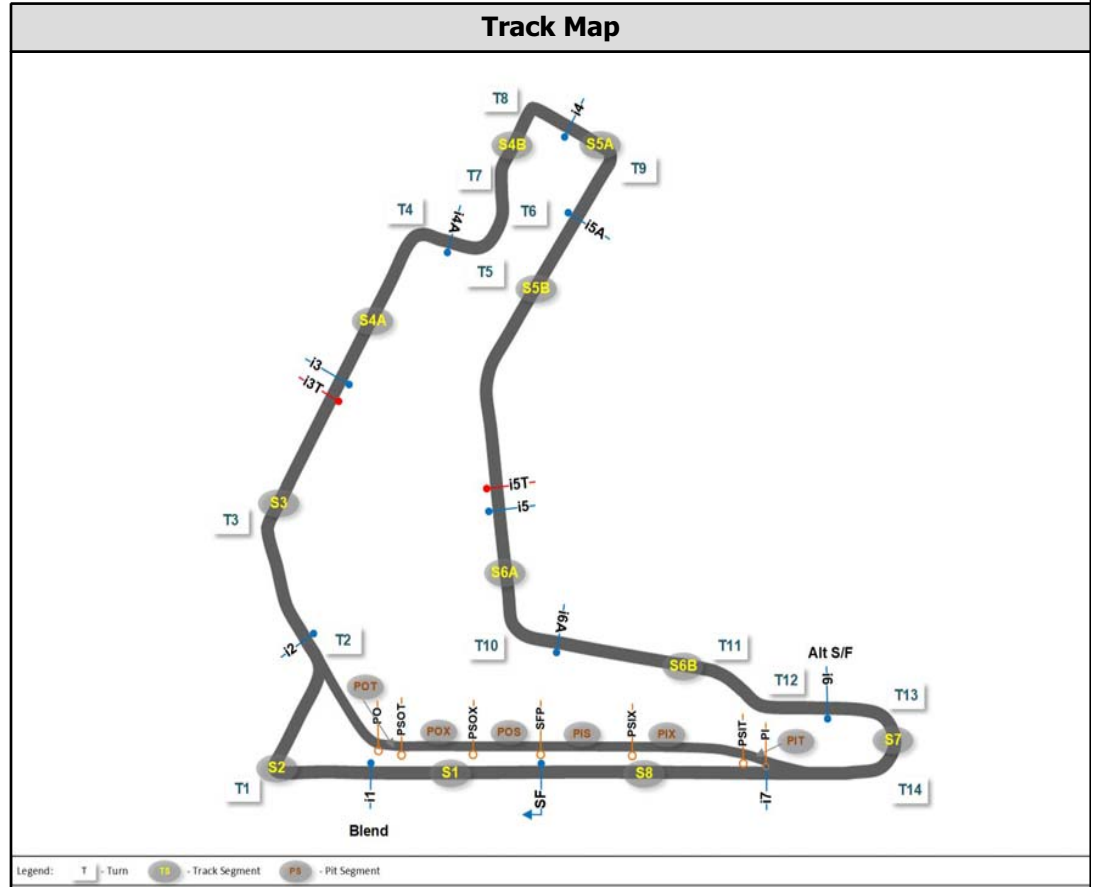 Track Map
T8
i4
S4B
S5A
T9
T7
T4
-i4A-
T6
-i5A-
T5
S5B
S4A
-i3-
-i3T-
-i5T-
-i5-
S3
T3
S6A
-i6A-
T2
-i2-
T10
S6B
T11
Alt S/F
T12
-i6-
T13
POT
PO-
PSOT-
POX
PSOX-
POS
SFP-
PIS
PSIX-
PIX
PSIT-
PI-
PIT
S7
S2
T1
S1
S8
T14
-i1-
SF
-i7-
Blend
Legend: T - Turn TS - Track Segment PS - Pit Segment